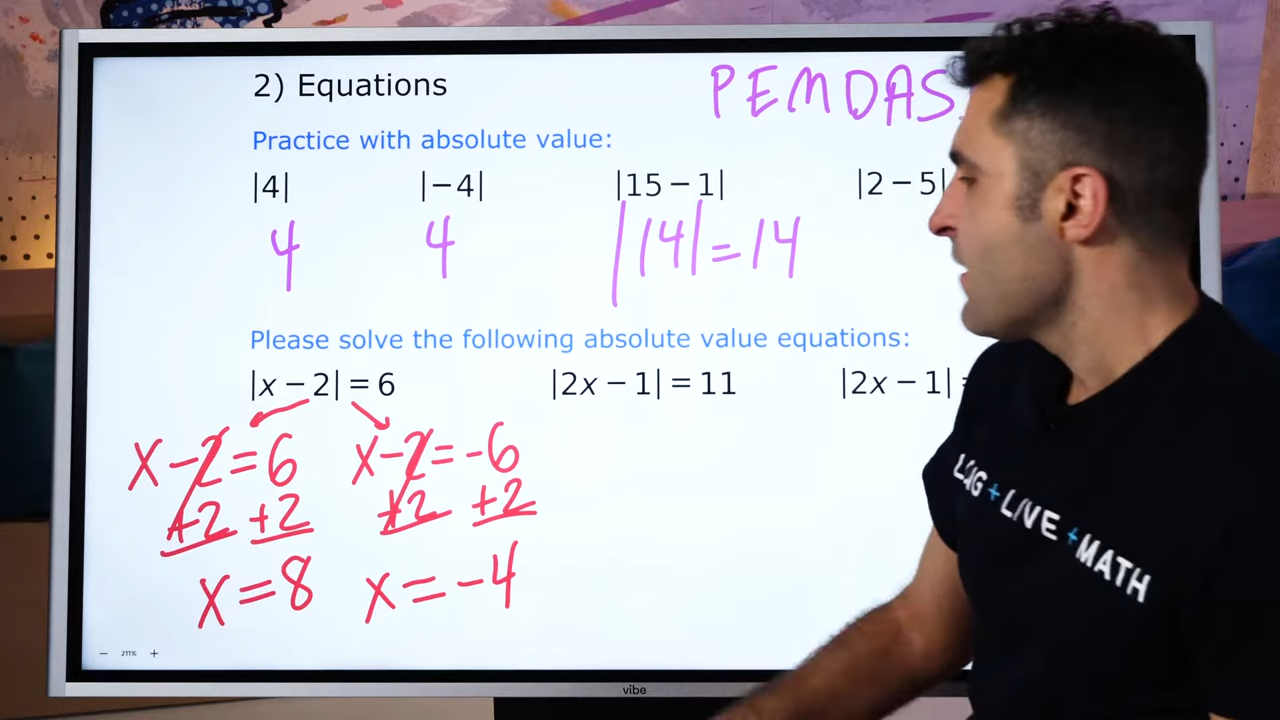 2) Equations
PEMDAS
Practice with absolute value:
|4| |−4| |15 − 1| |2 − 5|
4 4 |14| = 14
Please solve the following absolute value equations:
|x − 2| = 6 |2x − 1| = 11 |2x − 1| =
x - 2 = 6 x - 2 = -6
+2 +2 +2 +2
x = 8 x = -4
LONG + LIVE + MATH
− 211% +
vibe